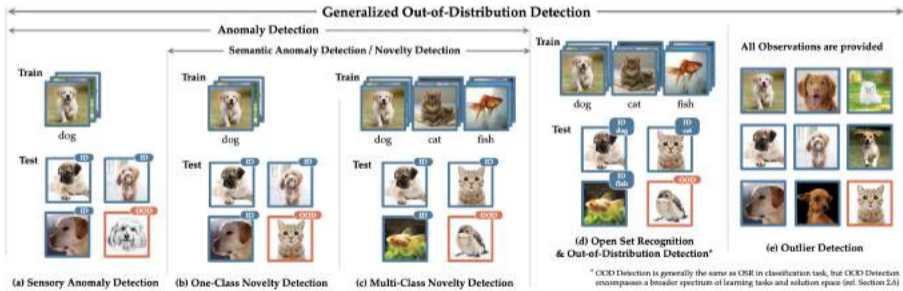 Generalized Out-of-Distribution Detection
Anomaly Detection
Semantic Anomaly Detection / Novelty Detection
Train
dog
Test
ID
ID
ID
OOD
(a) Sensory Anomaly Detection
Train
dog
Test
ID
ID
ID
OOD
(b) One-Class Novelty Detection
Train
dog
cat
fish
Test
ID
ID
ID
OOD
(c) Multi-Class Novelty Detection
Train
dog
cat
fish
Test
ID
dog
ID
cat
ID
fish
OOD
(d) Open Set Recognition
& Out-of-Distribution Detection*
All Observations are provided
(e) Outlier Detection
* OOD Detection is generally the same as OSR in classification task, but OOD Detection
encompasses a broader spectrum of learning tasks and solution space (ref. Section 2.6)